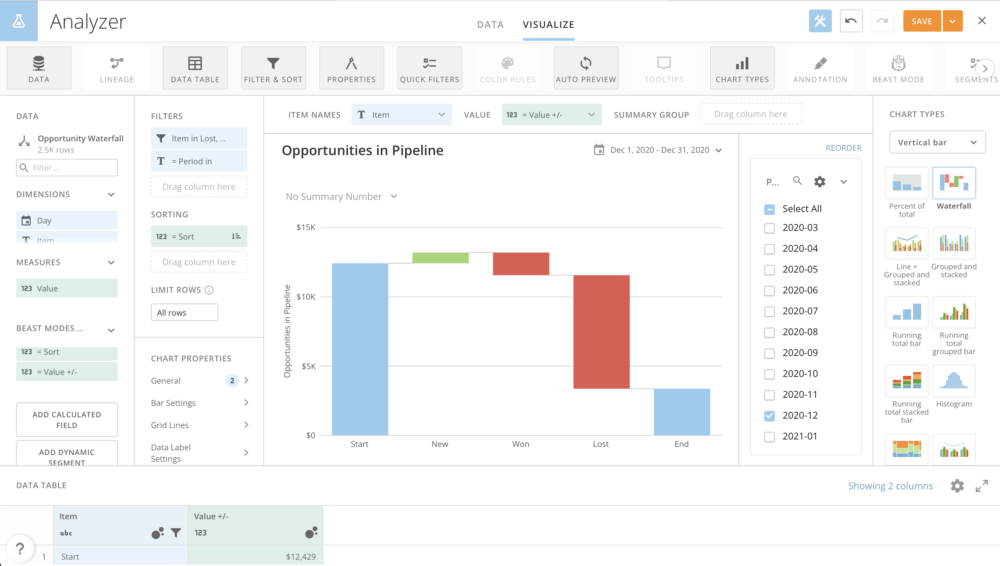 Analyzer
DATA
VISUALIZE
SAVE
DATA
LINEAGE
DATA TABLE
FILTER & SORT
PROPERTIES
QUICK FILTERS
COLOR RULES
AUTO PREVIEW
TOOLTIPS
CHART TYPES
ANNOTATION
BEAST MODE
SEGMENTS
DATA
Opportunity Waterfall
2.5K rows
Filter...
DIMENSIONS
Day
T Item
MEASURES
123 Value
BEAST MODES ...
123 = Sort
123 = Value +/-
ADD CALCULATED
FIELD
ADD DYNAMIC
SEGMENT
FILTERS
Item in Lost, ...
T = Period in
Drag column here
SORTING
123 = Sort
Drag column here
LIMIT ROWS i
All rows
CHART PROPERTIES
General 2
Bar Settings
Grid Lines
Data Label
Settings
ITEM NAMES
T Item
VALUE
123 = Value +/-
SUMMARY GROUP
Drag column here
Opportunities in Pipeline
Dec 1, 2020 - Dec 31, 2020
No Summary Number
Opportunities in Pipeline
$15K
$10K
$5K
$0
Start
New
Won
Lost
End
REORDER
P...
Select All
2020-03
2020-04
2020-05
2020-06
2020-07
2020-08
2020-09
2020-10
2020-11
2020-12
2021-01
CHART TYPES
Vertical bar
Percent of
total
Waterfall
Line +
Grouped and
stacked
Grouped and
stacked
Running
total bar
Running
total
grouped bar
Running
total stacked
bar
Histogram
DATA TABLE
Showing 2 columns
Item
abc
Value +/-
123
?
1
Start
$12,429